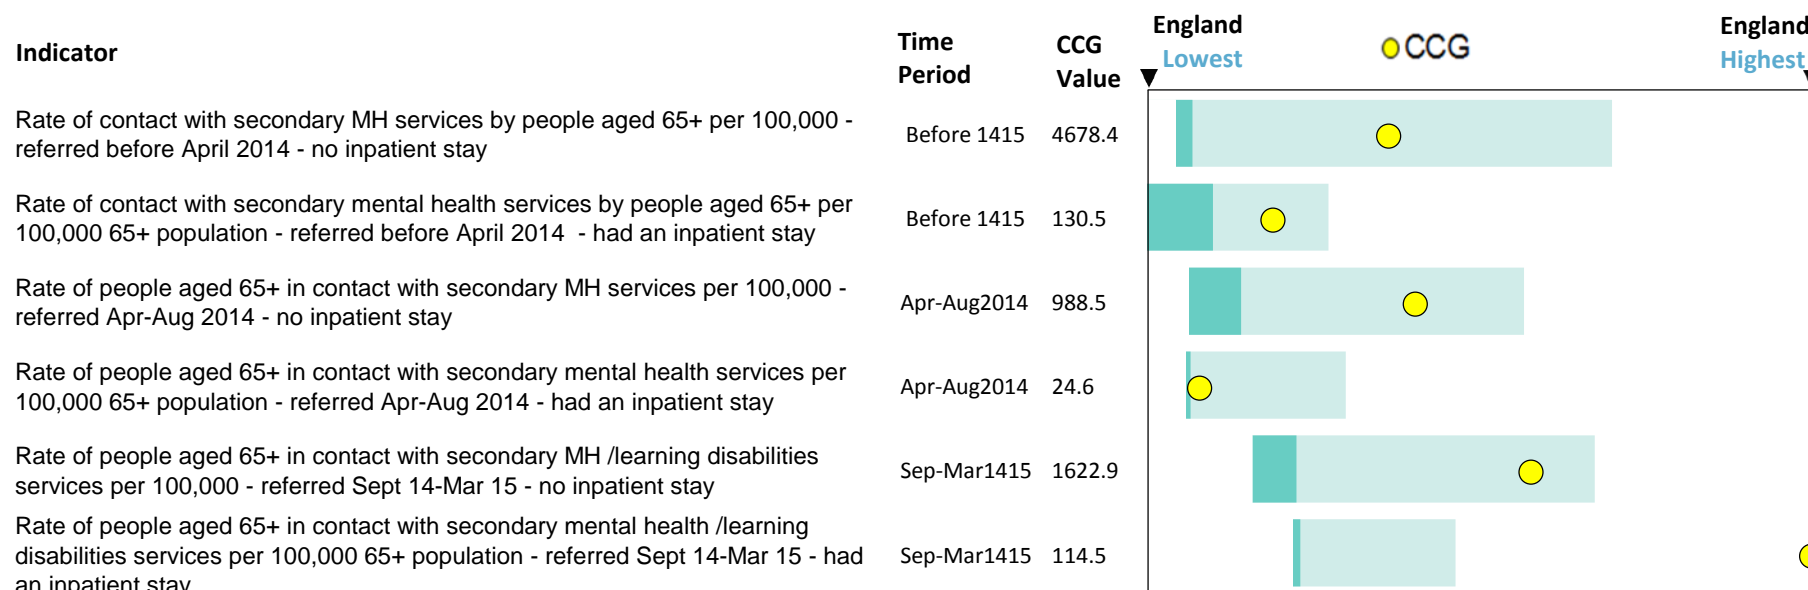 Indicator
Time
Period
CCG
Value
England
Lowest
CCG
England
Highest
Rate of contact with secondary MH services by people aged 65+ per 100,000 -
referred before April 2014 - no inpatient stay
Before 1415
4678.4
Rate of contact with secondary mental health services by people aged 65+ per
100,000 65+ population - referred before April 2014 - had an inpatient stay
Before 1415
130.5
Rate of people aged 65+ in contact with secondary MH services per 100,000 -
referred Apr-Aug 2014 - no inpatient stay
Apr-Aug2014
988.5
Rate of people aged 65+ in contact with secondary mental health services per
100,000 65+ population - referred Apr-Aug 2014 - had an inpatient stay
Apr-Aug2014
24.6
Rate of people aged 65+ in contact with secondary MH /learning disabilities
services per 100,000 - referred Sept 14-Mar 15 - no inpatient stay
Sep-Mar1415
1622.9
Rate of people aged 65+ in contact with secondary mental health /learning
disabilities services per 100,000 65+ population - referred Sept 14-Mar 15 - had
an inpatient stay
Sep-Mar1415
114.5